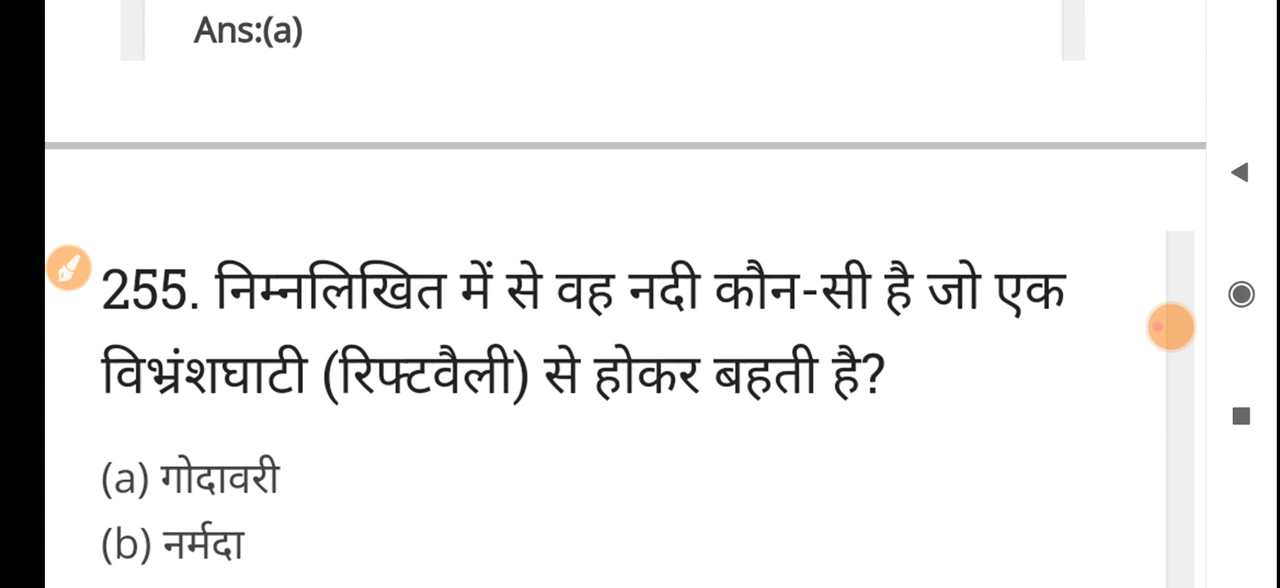 Ans:(a)
255. निम्नलिखित में से वह नदी कौन-सी है जो एक
विभ्रंशघाटी (रिफ्टवैली) से होकर बहती है?
(a) गोदावरी
(b) नर्मदा